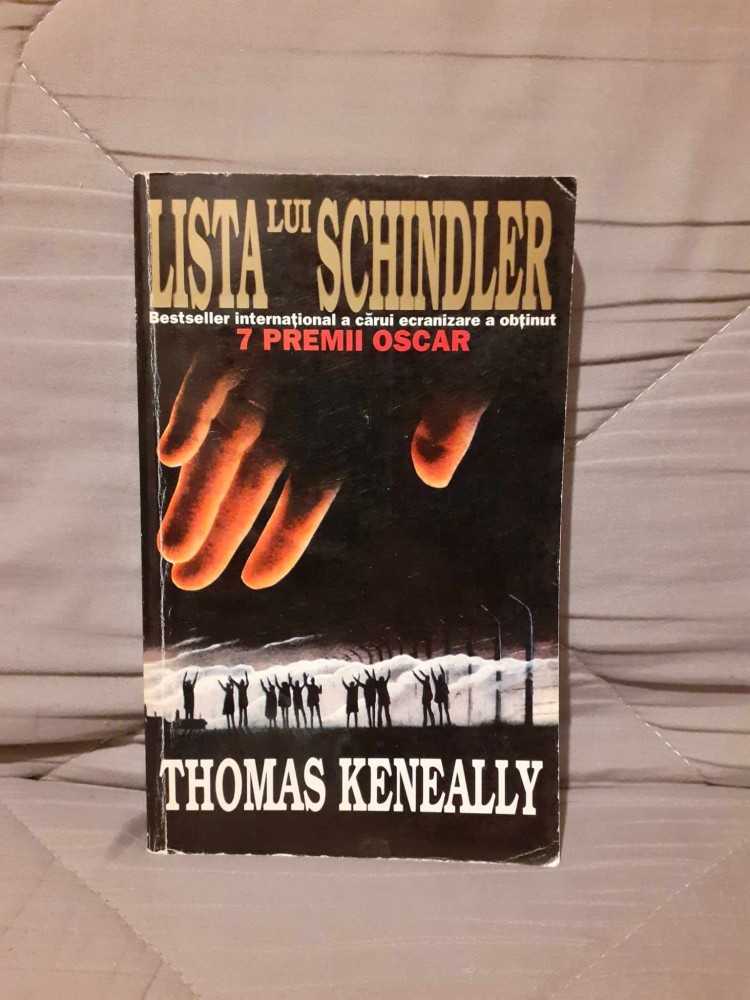 LISTA LUI SCHINDLER
Bestseller internațional a cărui ecranizare a obținut
7 PREMII OSCAR
THOMAS KENEALLY